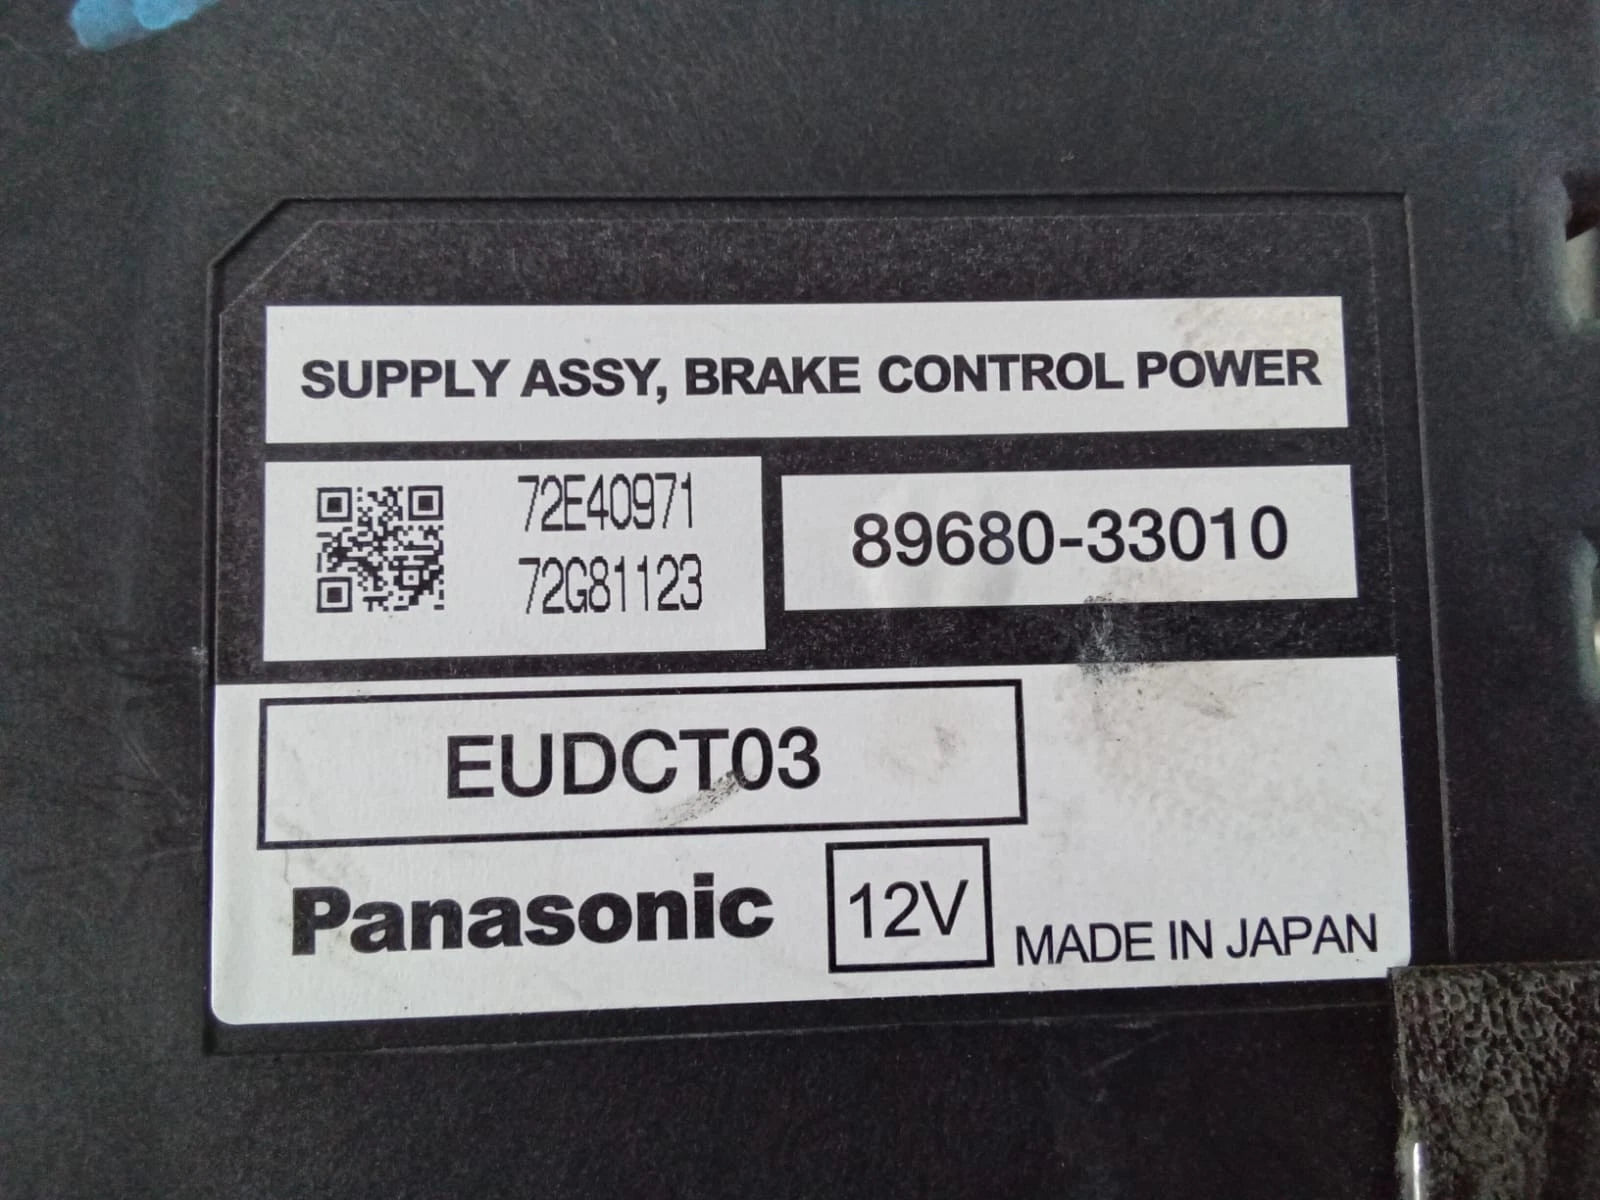 SUPPLY ASSY, BRAKE CONTROL POWER
72E40971
72G81123
89680-33010
EUDCT03
Panasonic
12V
MADE IN JAPAN